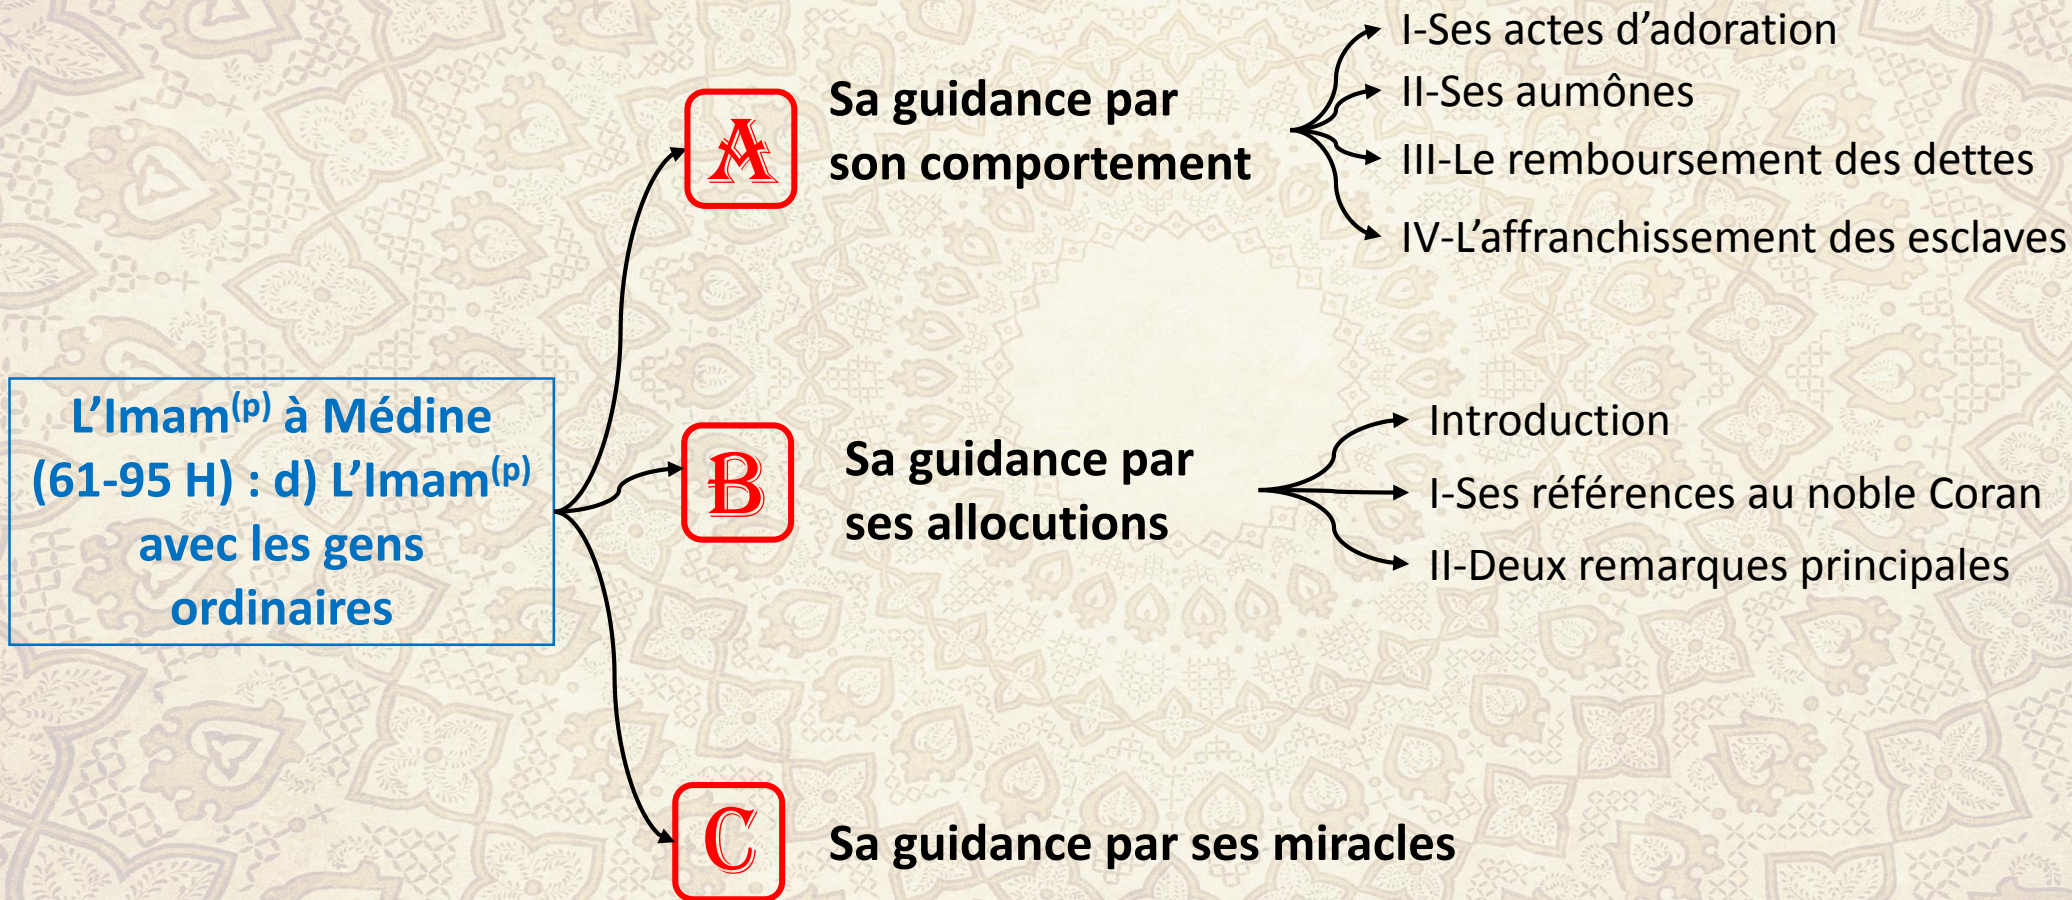 L’Imam(p) à Médine
(61-95 H) : d) L’Imam(p)
avec les gens
ordinaires
A
Sa guidance par
son comportement
I-Ses actes d’adoration
II-Ses aumônes
III-Le remboursement des dettes
IV-L’affranchissement des esclaves
B
Sa guidance par
ses allocutions
Introduction
I-Ses références au noble Coran
II-Deux remarques principales
C
Sa guidance par ses miracles